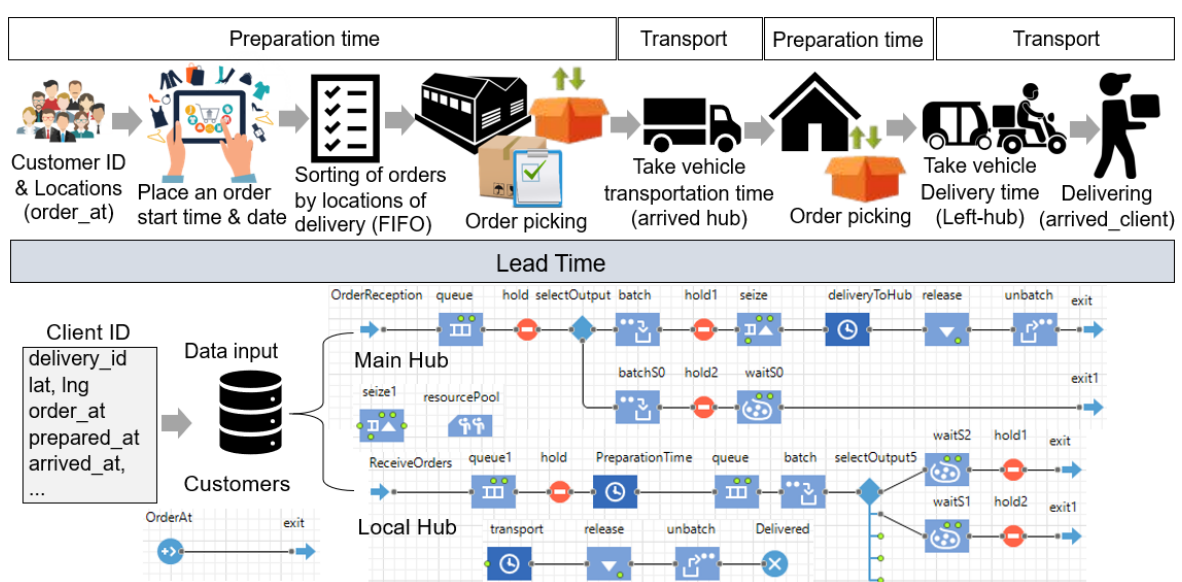 Preparation time
Transport
Preparation time
Transport
Customer ID
& Locations
(order_at)
Place an order
start time & date
Sorting of orders
by locations of
delivery (FIFO)
Order picking
Take vehicle
transportation time
(arrived hub)
Order picking
Take vehicle
Delivery time
(Left-hub)
Delivering
(arrived_client)
Lead Time
Client ID
delivery_id
lat, lng
order_at
prepared_at
arrived_at,
...
Data input
Customers
OrderAt
exit
OrderReception
queue
hold
selectOutput
batch
hold1
seize
deliveryToHub
release
unbatch
exit
Main Hub
batchS0
hold2
waitS0
exit1
seize1
resourcePool
ReceiveOrders
queue1
hold
PreparationTime
queue
batch
selectOutput5
waitS2
hold1
exit
waitS1
hold2
exit1
Local Hub
transport
release
unbatch
Delivered